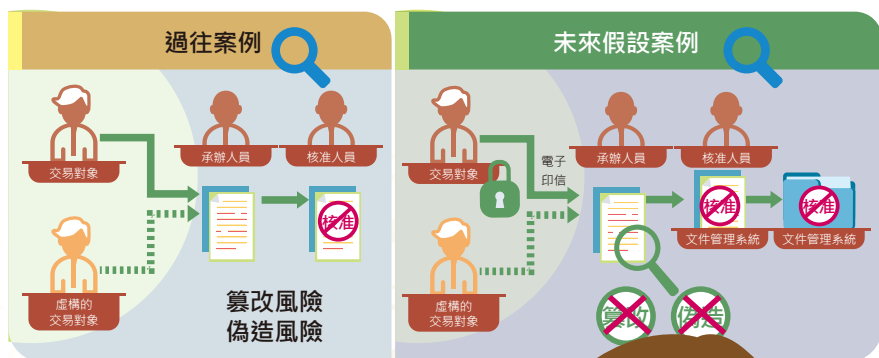 過往案例
交易對象
承辦人員
核准人員
核准
虛構的
交易對象
篡改風險
偽造風險
未來假設案例
交易對象
電子
印信
承辦人員
核准人員
核准
核准
文件管理系統
文件管理系統
虛構的
交易對象
篡改
偽造